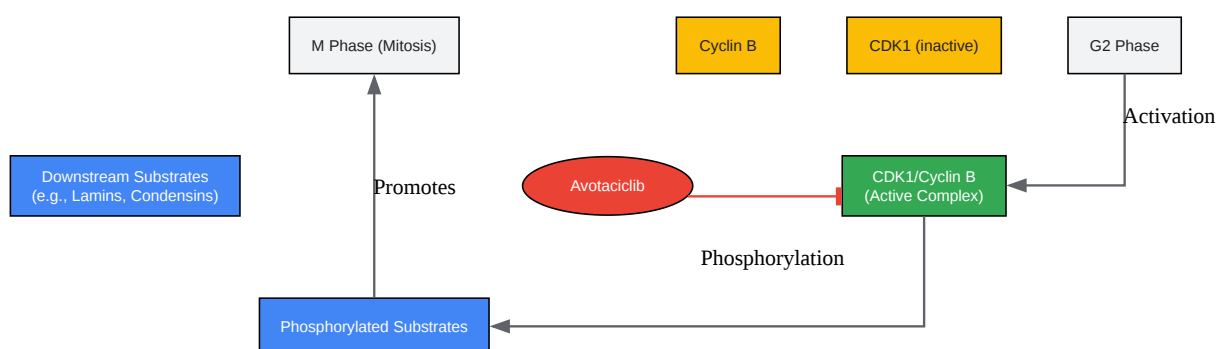 M Phase (Mitosis)
Cyclin B
CDK1 (inactive)
G2 Phase
Activation
Downstream Substrates
(e.g., Lamins, Condensins)
Promotes
Avotaciclib
CDK1/Cyclin B
(Active Complex)
Phosphorylation
Phosphorylated Substrates